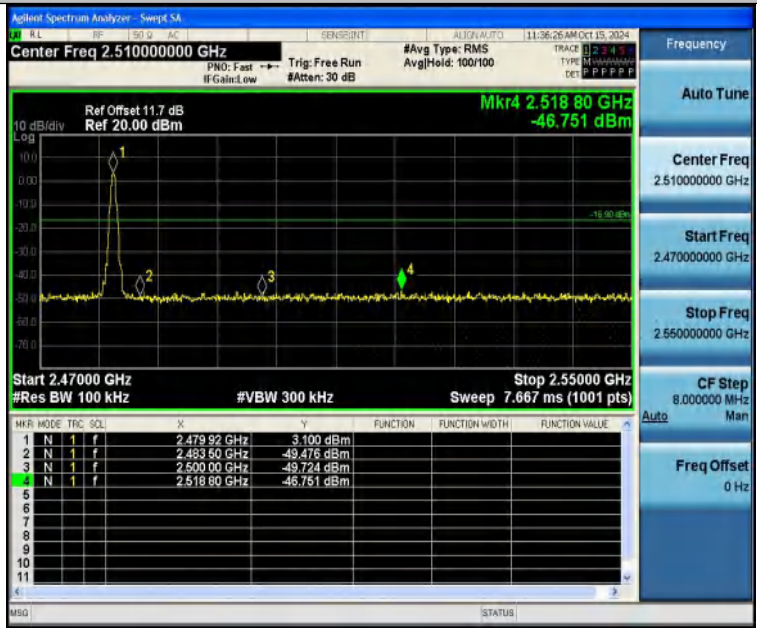 Agilent Spectrum Analyzer - Swept SA
RL RF 50 Ω AC SENSE:INT ALIGN AUTO 11:36:26 AM Oct 15, 2024
Center Freq 2.510000000 GHz
PNO: Fast
IFGain:Low
Trig: Free Run
#Atten: 30 dB
#Avg Type: RMS
Avg|Hold: 100/100
TRACE 1 2 3 4 5 6
TYPE
DET P P P P P P
Ref Offset 11.7 dB
Ref 20.00 dBm
10 dB/div
Log
Mkr4 2.518 80 GHz
-46.751 dBm
10.0
0.00
-10.0
-20.0
-30.0
-40.0
-50.0
-60.0
-70.0
1
2
3
4
-16.90 dBm
Start 2.47000 GHz
Stop 2.55000 GHz
#Res BW 100 kHz
#VBW 300 kHz
Sweep 7.667 ms (1001 pts)
MKR MODE TRC SCL X Y FUNCTION FUNCTION WIDTH FUNCTION VALUE
1 N 1 f 2.479 92 GHz 3.100 dBm
2 N 1 f 2.483 50 GHz -49.476 dBm
3 N 1 f 2.500 00 GHz -49.724 dBm
4 N 1 f 2.518 80 GHz -46.751 dBm
5
6
7
8
9
10
11
MSG
STATUS
Frequency
Auto Tune
Center Freq
2.510000000 GHz
Start Freq
2.470000000 GHz
Stop Freq
2.550000000 GHz
CF Step
8.000000 MHz
Auto Man
Freq Offset
0 Hz